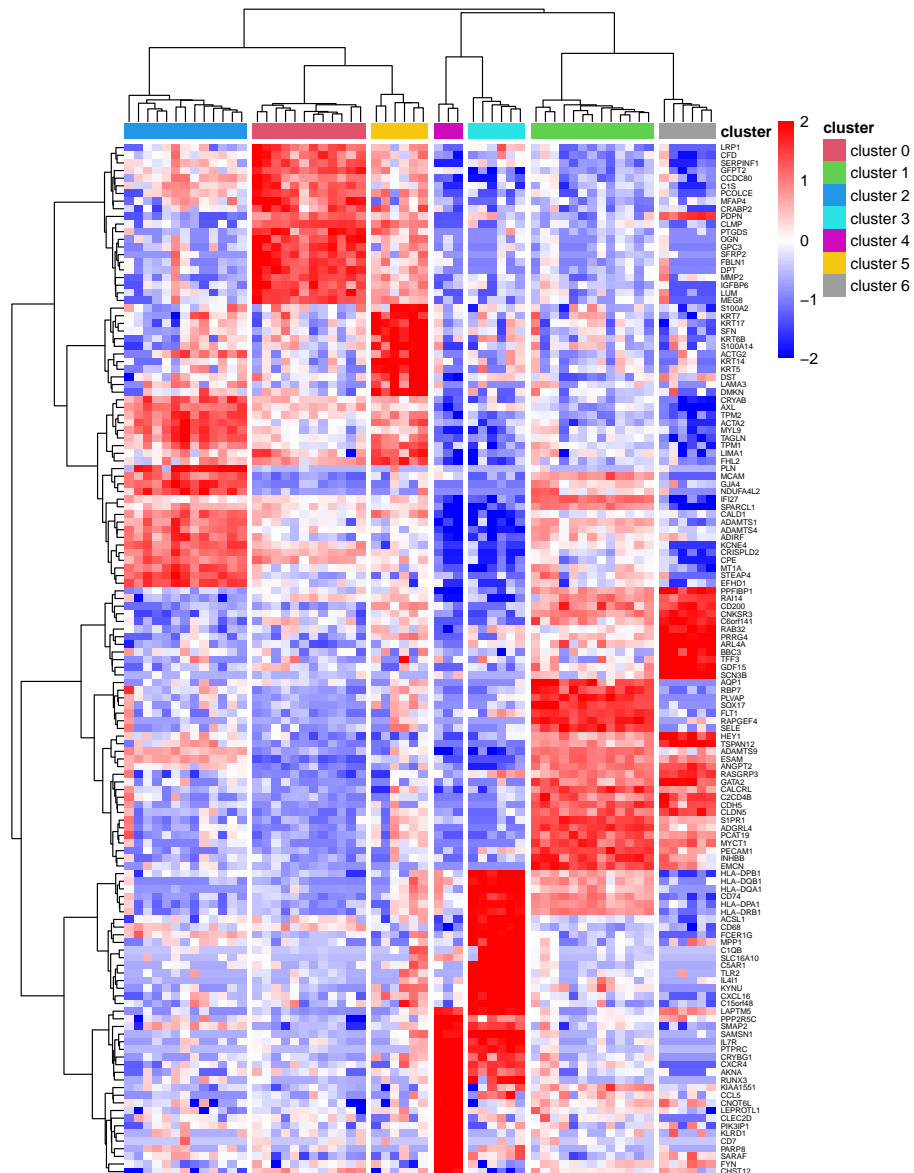 cluster
LRP1
CFD
SERPINF1
GFPT2
CCDC80
C1S
PCOLCE
MFAP4
CRABP2
PDPN
CLMP
PTGDS
OGN
GPC3
SFRP2
FBLN1
DPT
MMP2
IGFBP6
LUM
MEG8
S100A2
KRT7
KRT17
SFN
KRT6B
S100A14
ACTG2
KRT14
KRT5
DST
LAMA3
DMKN
CRYAB
AXL
TPM2
ACTA2
MYL9
TAGLN
TPM1
LIMA1
FHL2
PLN
MCAM
GJA4
NDUFA4L2
IFI27
SPARCL1
CALD1
ADAMTS1
ADAMTS4
ADIRF
KCNE4
CRISPLD2
CPE
MT1A
STEAP4
EFHD1
PPFIBP1
RAI14
CD200
CNKSR3
C6orf141
RAB32
PRRG4
ARL4A
BBC3
TFF3
GDF15
SCN3B
AQP1
RBP7
PLVAP
SOX17
FLT1
RAPGEF4
SELE
HEY1
TSPAN12
ADAMTS9
ESAM
ANGPT2
RASGRP3
GATA2
CALCRL
C2CD4B
CDH5
CLDN5
S1PR1
ADGRL4
PCAT19
MYCT1
PECAM1
INHBB
EMCN
HLA−DPB1
HLA−DQB1
HLA−DQA1
CD74
HLA−DPA1
HLA−DRB1
ACSL1
CD68
FCER1G
MPP1
C1QB
SLC16A10
C5AR1
TLR2
IL4I1
KYNU
CXCL16
C15orf48
LAPTM5
PPP2R5C
SMAP2
SAMSN1
IL7R
PTPRC
CRYBG1
CXCR4
AKNA
RUNX3
KIAA1551
CCL5
CNOT6L
LEPROTL1
CLEC2D
PIK3IP1
KLRD1
CD7
PARP8
SARAF
FYN
CHST12
2
1
0
−1
−2
cluster
cluster 0
cluster 1
cluster 2
cluster 3
cluster 4
cluster 5
cluster 6